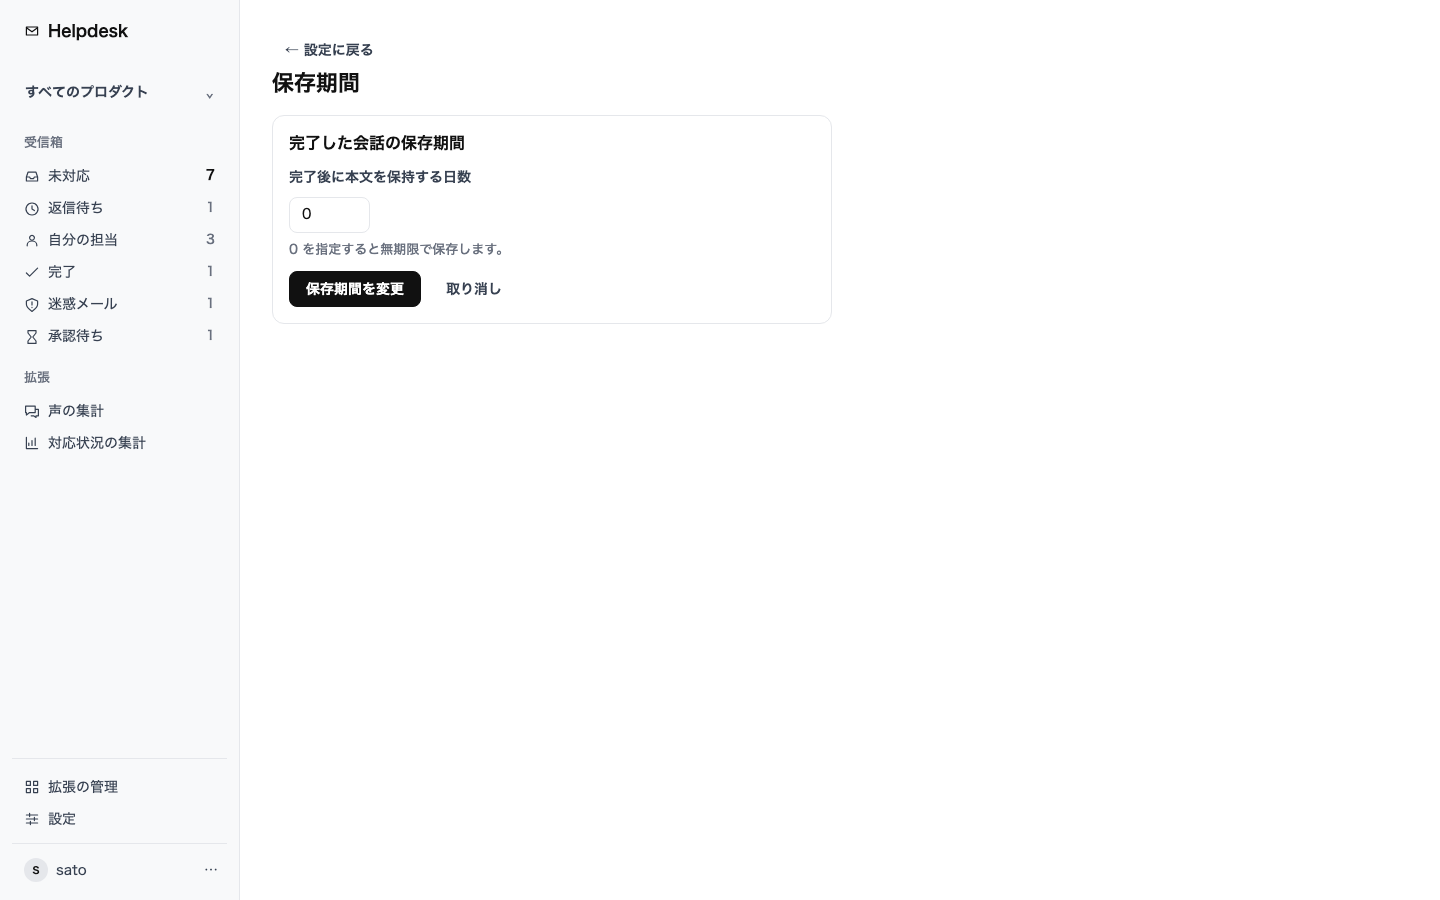 Helpdesk
すべてのプロダクト
受信箱
未対応 7
返信待ち 1
自分の担当 3
完了 1
迷惑メール 1
承認待ち 1
拡張
声の集計
対応状況の集計
拡張の管理
設定
S sato ...
← 設定に戻る
保存期間
完了した会話の保存期間
完了後に本文を保持する日数
0
0 を指定すると無期限で保存します。
保存期間を変更 取り消し